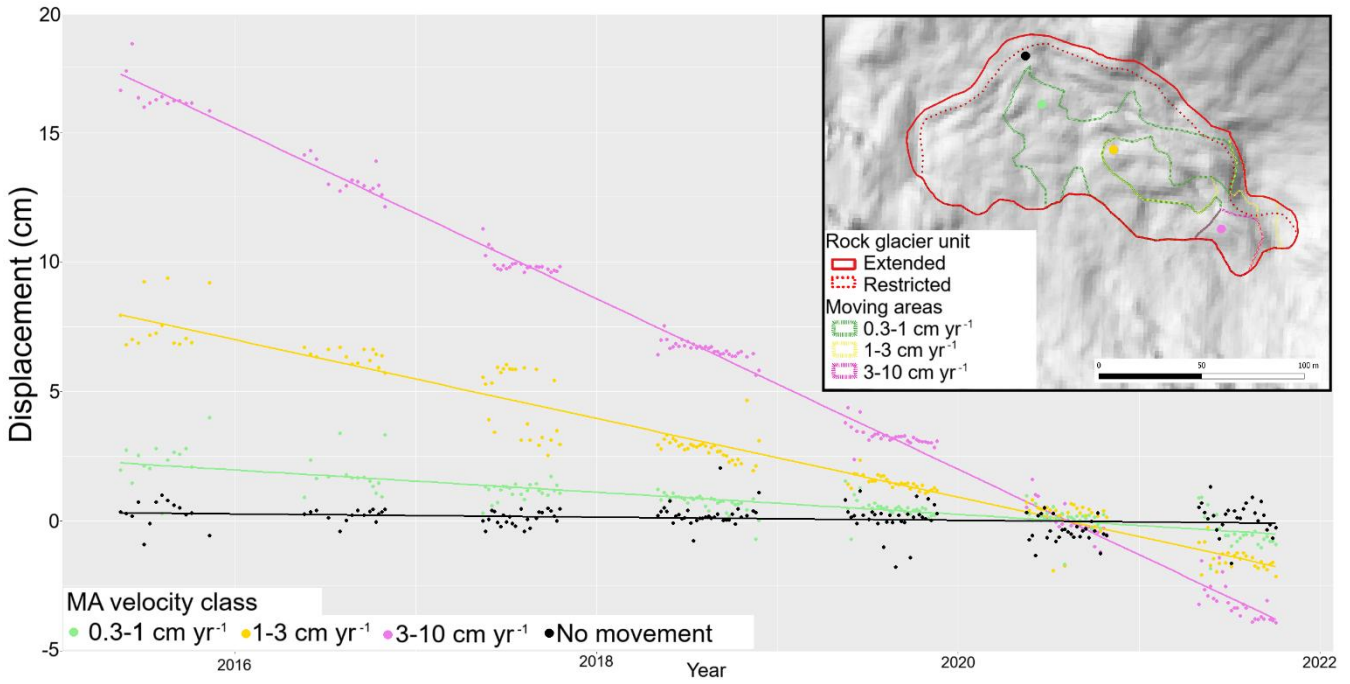 20
15
10
5
0
-5
Displacement (cm)
Rock glacier unit
Extended
Restricted
Moving areas
0.3-1 cm yr⁻¹
1-3 cm yr⁻¹
3-10 cm yr⁻¹
0 50 100 m
MA velocity class
0.3-1 cm yr⁻¹ 1-3 cm yr⁻¹ 3-10 cm yr⁻¹ No movement
2016 2018 2020 2022
Year